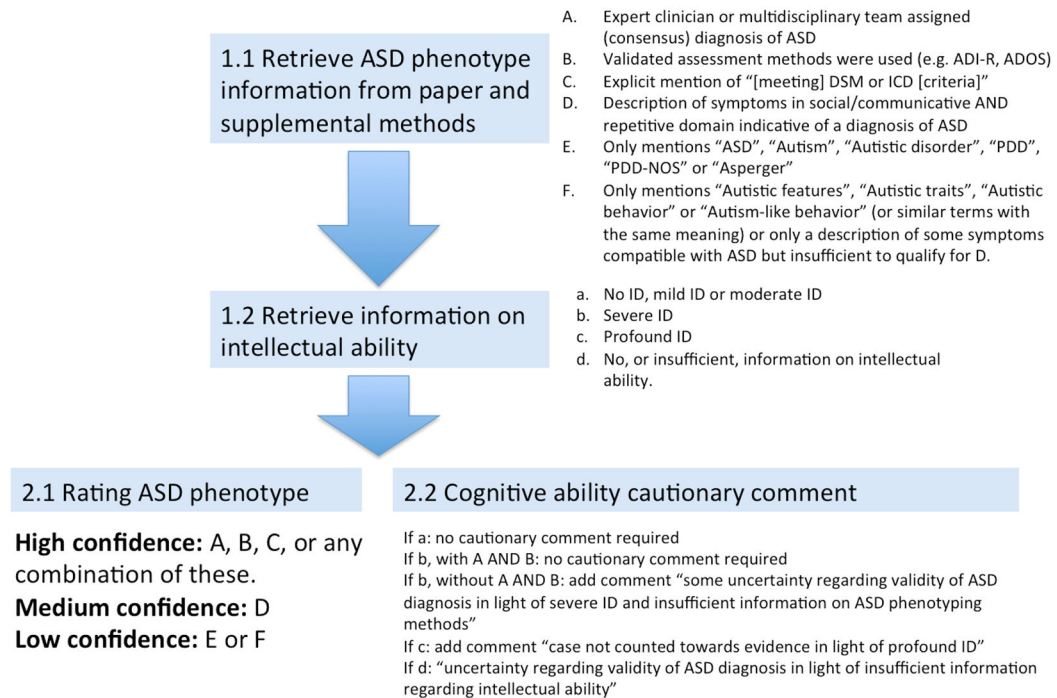 1.1 Retrieve ASD phenotype
information from paper and
supplemental methods
A. Expert clinician or multidisciplinary team assigned
(consensus) diagnosis of ASD
B. Validated assessment methods were used (e.g. ADI-R, ADOS)
C. Explicit mention of “[meeting] DSM or ICD [criteria]”
D. Description of symptoms in social/communicative AND
repetitive domain indicative of a diagnosis of ASD
E. Only mentions “ASD”, “Autism”, “Autistic disorder”, “PDD”,
“PDD-NOS” or “Asperger”
F. Only mentions “Autistic features”, “Autistic traits”, “Autistic
behavior” or “Autism-like behavior” (or similar terms with
the same meaning) or only a description of some symptoms
compatible with ASD but insufficient to qualify for D.
1.2 Retrieve information on
intellectual ability
a. No ID, mild ID or moderate ID
b. Severe ID
c. Profound ID
d. No, or insufficient, information on intellectual
ability.
2.1 Rating ASD phenotype
High confidence: A, B, C, or any
combination of these.
Medium confidence: D
Low confidence: E or F
2.2 Cognitive ability cautionary comment
If a: no cautionary comment required
If b, with A AND B: no cautionary comment required
If b, without A AND B: add comment “some uncertainty regarding validity of ASD
diagnosis in light of severe ID and insufficient information on ASD phenotyping
methods”
If c: add comment “case not counted towards evidence in light of profound ID”
If d: “uncertainty regarding validity of ASD diagnosis in light of insufficient information
regarding intellectual ability”